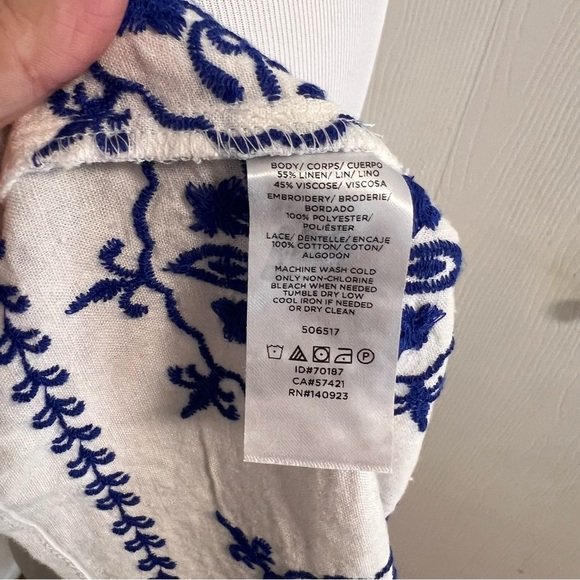 BODY/ CORPS/ CUERPO
55% LINEN/ LIN/ LINO
45% VISCOSE/ VISCOSA
EMBROIDERY/ BRODERIE/
BORDADO
100% POLYESTER/
POLIÉSTER
LACE/ DENTELLE/ ENCAJE
100% COTTON/ COTON/
ALGODÓN
MACHINE WASH COLD
ONLY NON-CHLORINE
BLEACH WHEN NEEDED
TUMBLE DRY LOW
COOL IRON IF NEEDED
OR DRY CLEAN
506517
P
ID#70187
CA#57421
RN#140923